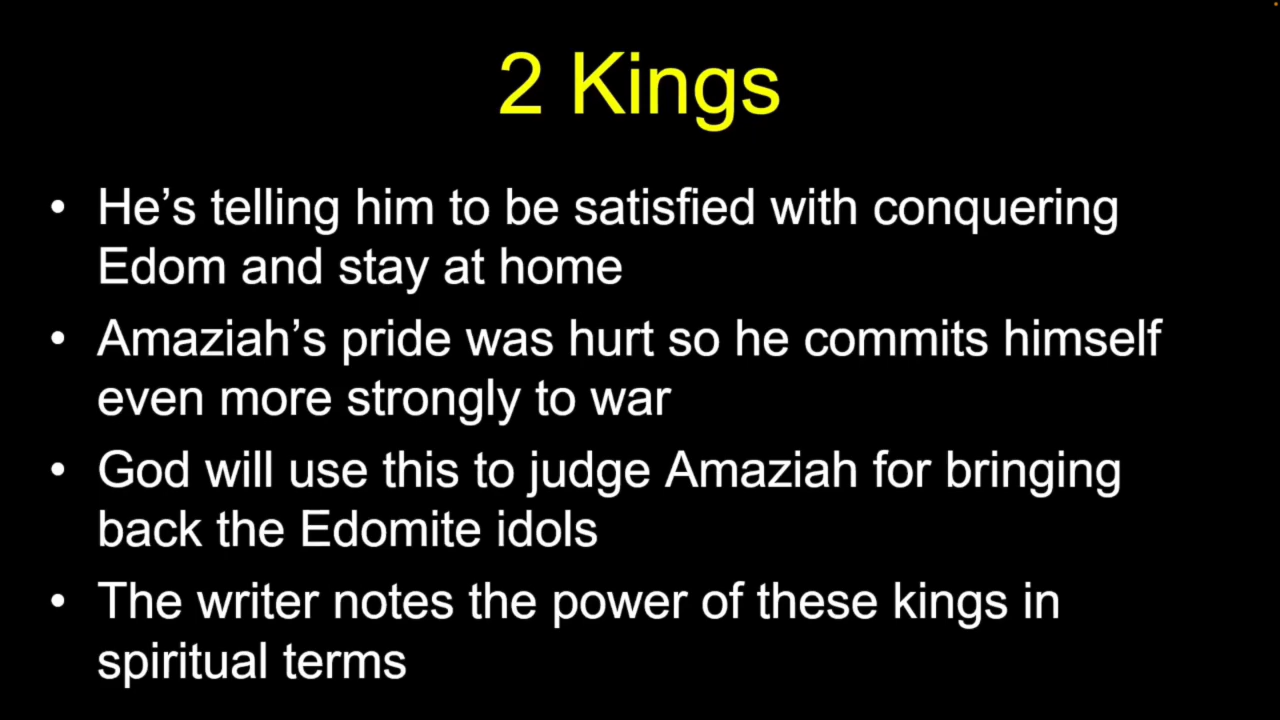 2 Kings
• He’s telling him to be satisfied with conquering
Edom and stay at home
• Amaziah’s pride was hurt so he commits himself
even more strongly to war
• God will use this to judge Amaziah for bringing
back the Edomite idols
• The writer notes the power of these kings in
spiritual terms